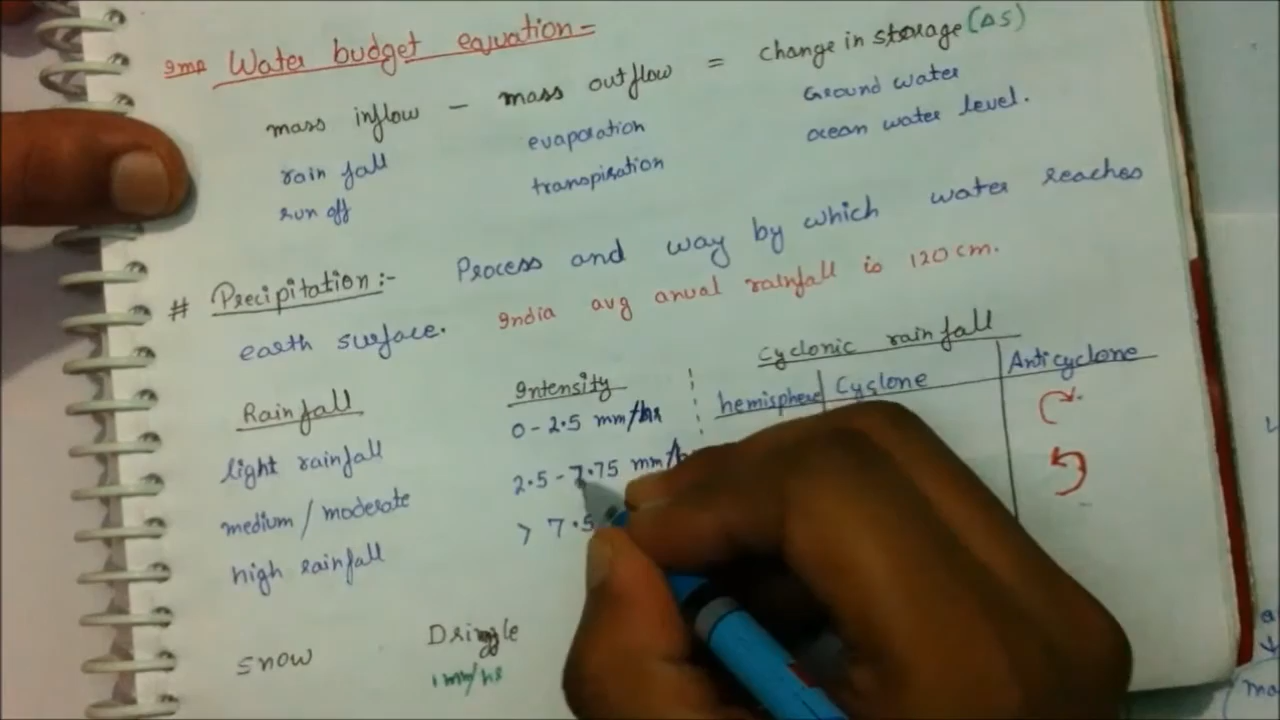 Imp Water budget equation=
mass inflow - mass outflow = change in storage (ΔS)
rain fall evaporation Ground water
run off transpiration ocean water level.
# Precipitation:- Process and way by which water reaches
earth surface. India avg anual rainfall is 120 cm.
Cyclonic rainfall
Rainfall Intensity hemisphere Cyclone Anticyclone
light rainfall 0-2.5 mm/hr
medium/moderate 2.5-7.75 mm/h
high rainfall > 7.5
snow Drizzle
1mm/hr